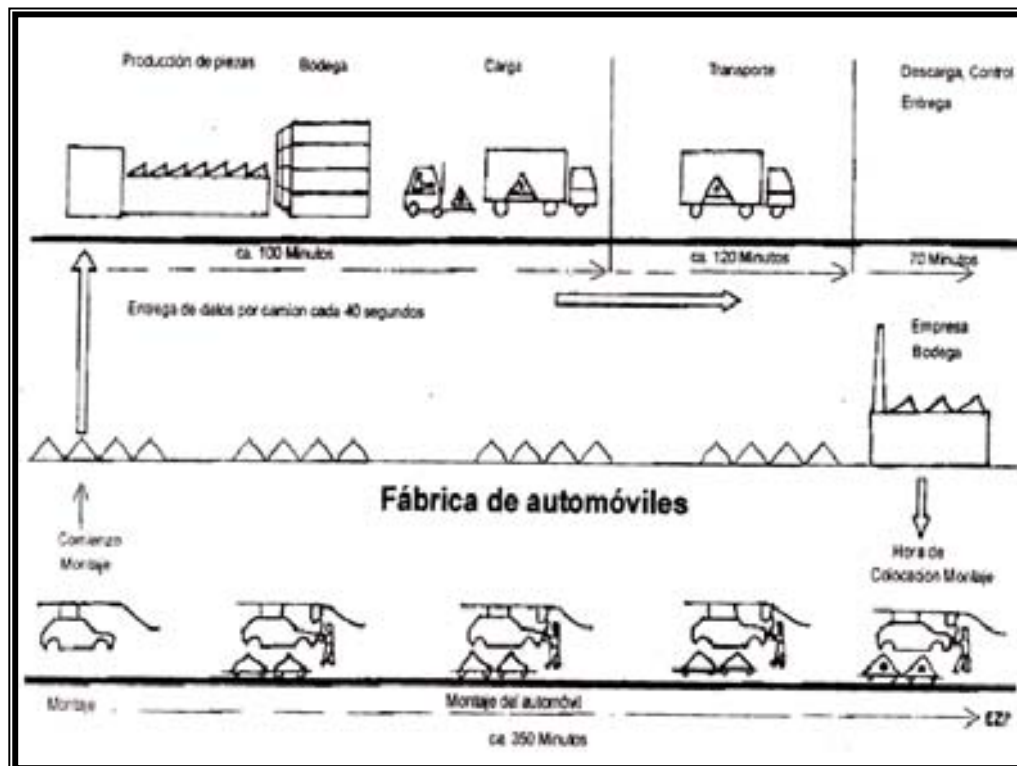 Producción de piezas
Bodega
Carga
Transporte
Descarga, Control
Entrega
ca. 100 Minutos
ca. 120 Minutos
70 Minutos
Entrega de datos por camion cada 40 segundos
Empresa
Bodega
Fábrica de automóviles
Comienzo
Montaje
Hora de
Colocacion Montaje
Montaje
Montaje del automóvil
ca 350 Minutos